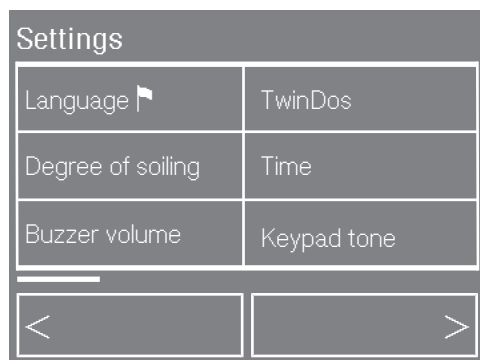 Settings
Language
TwinDos
Degree of soiling
Time
Buzzer volume
Keypad tone
<
>